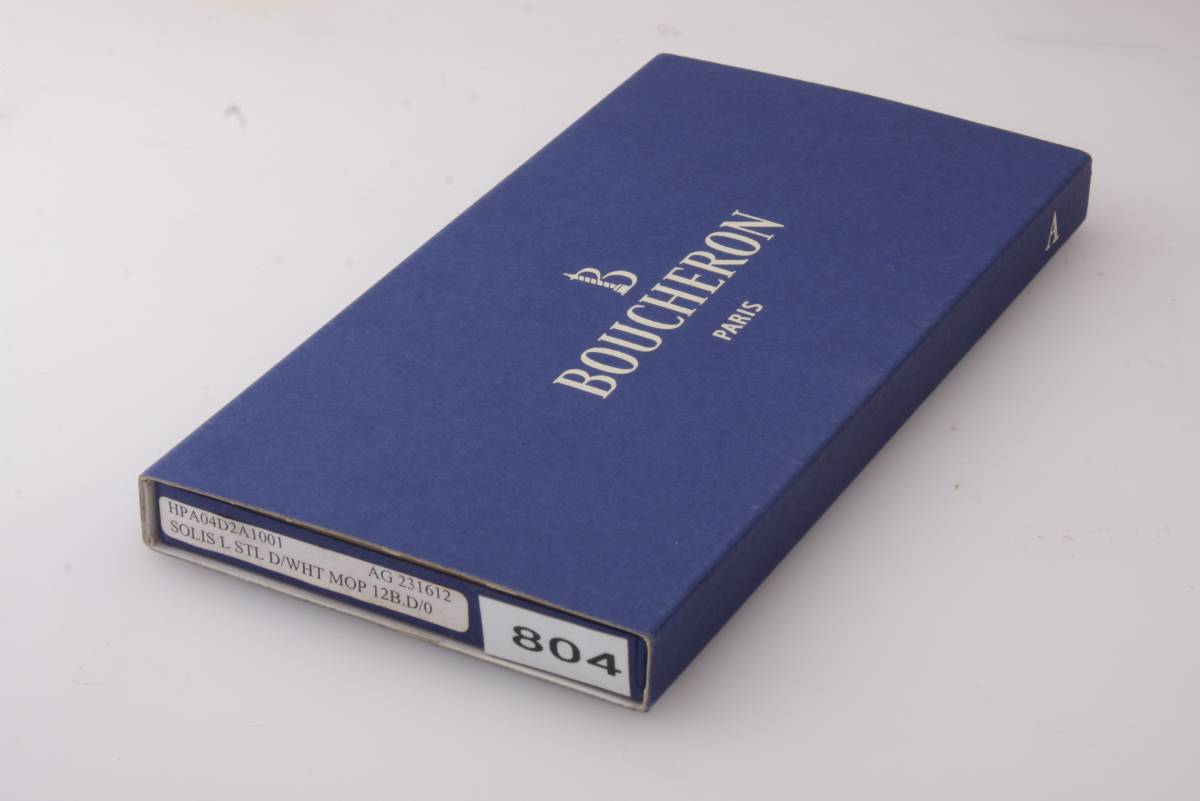 B
BOUCHERON
PARIS
A
HPA04D2A1001
AG 231612
SOLIS L STL D/WHT MOP 12B.D/0
804